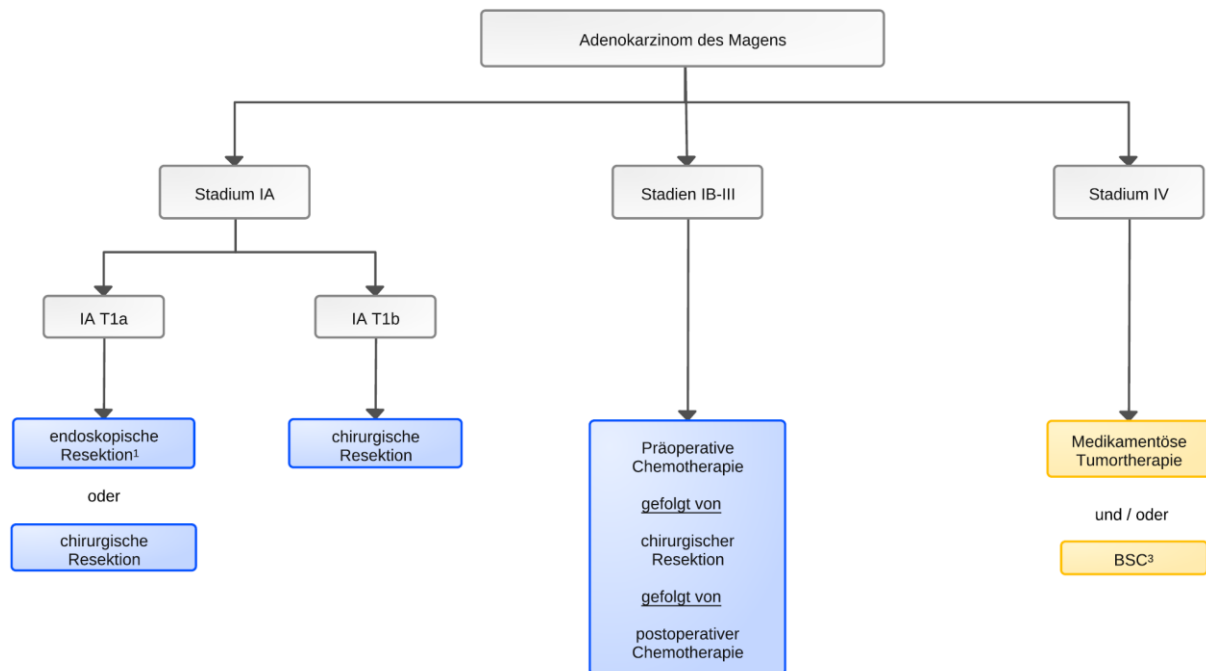 Adenokarzinom des Magens
Stadium IA
Stadien IB-III
Stadium IV
IA T1a
IA T1b
endoskopische
Resektion¹
oder
chirurgische
Resektion
chirurgische
Resektion
Präoperative
Chemotherapie
gefolgt von
chirurgischer
Resektion
gefolgt von
postoperativer
Chemotherapie
Medikamentöse
Tumortherapie
und / oder
BSC³